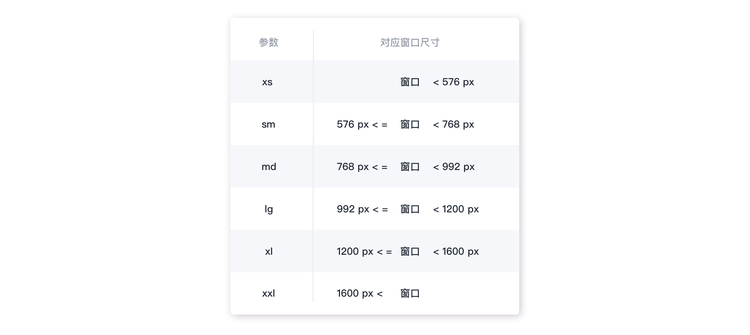 参数 对应窗口尺寸
xs 窗口 < 576 px
sm 576 px < = 窗口 < 768 px
md 768 px < = 窗口 < 992 px
lg 992 px < = 窗口 < 1200 px
xl 1200 px < = 窗口 < 1600 px
xxl 1600 px < 窗口